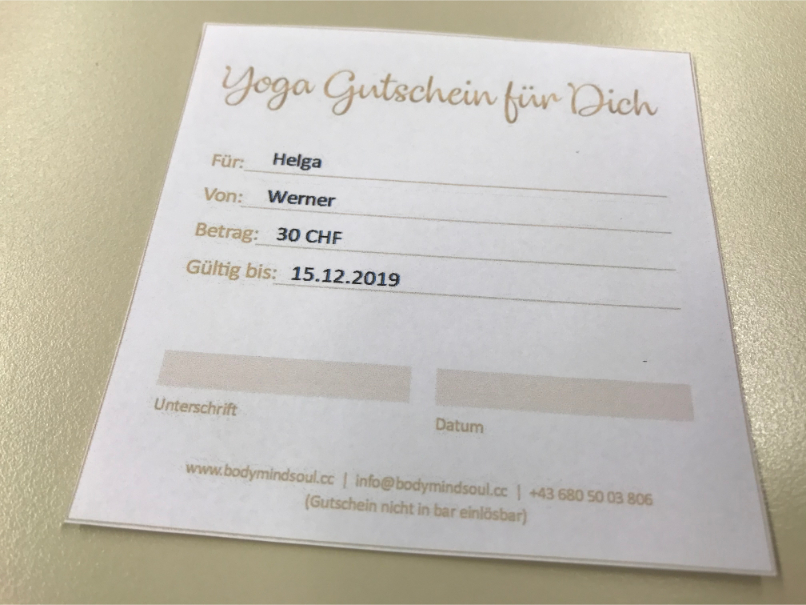 Yoga Gutschein für Dich
Für: Helga
Von: Werner
Betrag: 30 CHF
Gültig bis: 15.12.2019
Unterschrift
Datum
www.bodymindsoul.cc | info@bodymindsoul.cc | +43 680 50 03 806
(Gutschein nicht in bar einlösbar)